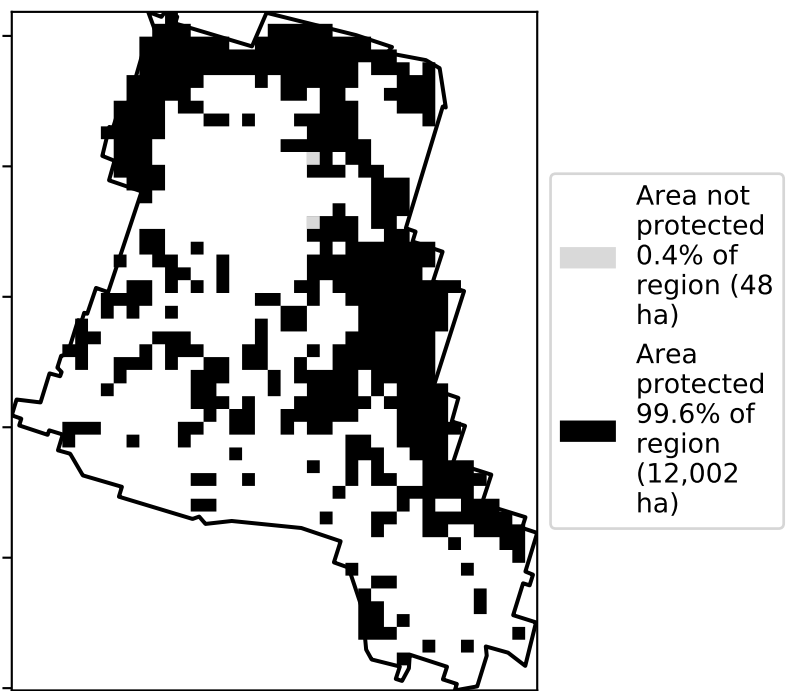 Area not
protected
0.4% of
region (48
ha)
Area
protected
99.6% of
region
(12,002
ha)